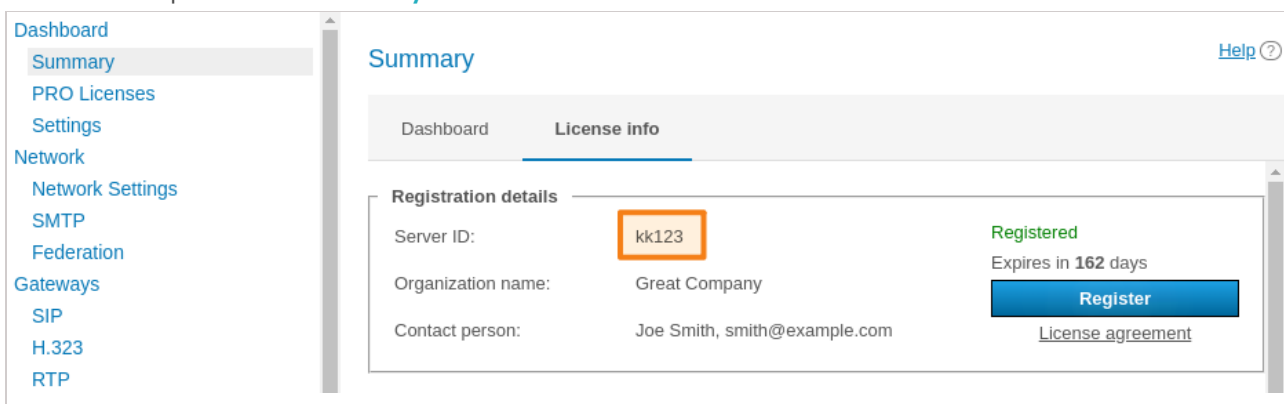 Dashboard
Summary
PRO Licenses
Settings
Network
Network Settings
SMTP
Federation
Gateways
SIP
H.323
RTP
Summary
Help ?
Dashboard License info
Registration details
Server ID: kk123
Organization name: Great Company
Contact person: Joe Smith, smith@example.com
Registered
Expires in 162 days
Register
License agreement